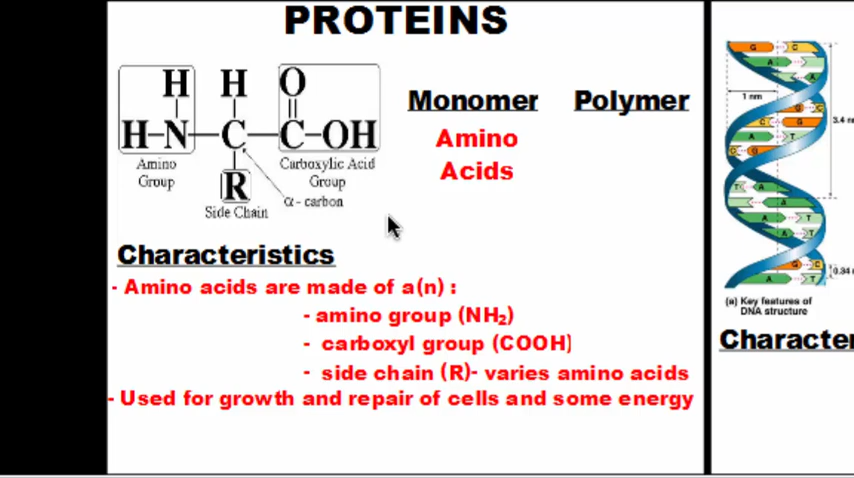 PROTEINS
H H O
H-N-C-C-OH
Amino
Group
Carboxylic Acid
Group
R
Side Chain
α - carbon
Monomer Polymer
Amino
Acids
Characteristics
- Amino acids are made of a(n) :
- amino group (NH₂)
- carboxyl group (COOH)
- side chain (R)- varies amino acids
- Used for growth and repair of cells and some energy
G C
A
A
1 nm
G C
3.4 n
C G
A T
C G
T A
A
A T
A T
G C
0.34 n
A
(a) Key features of
DNA structure
Character